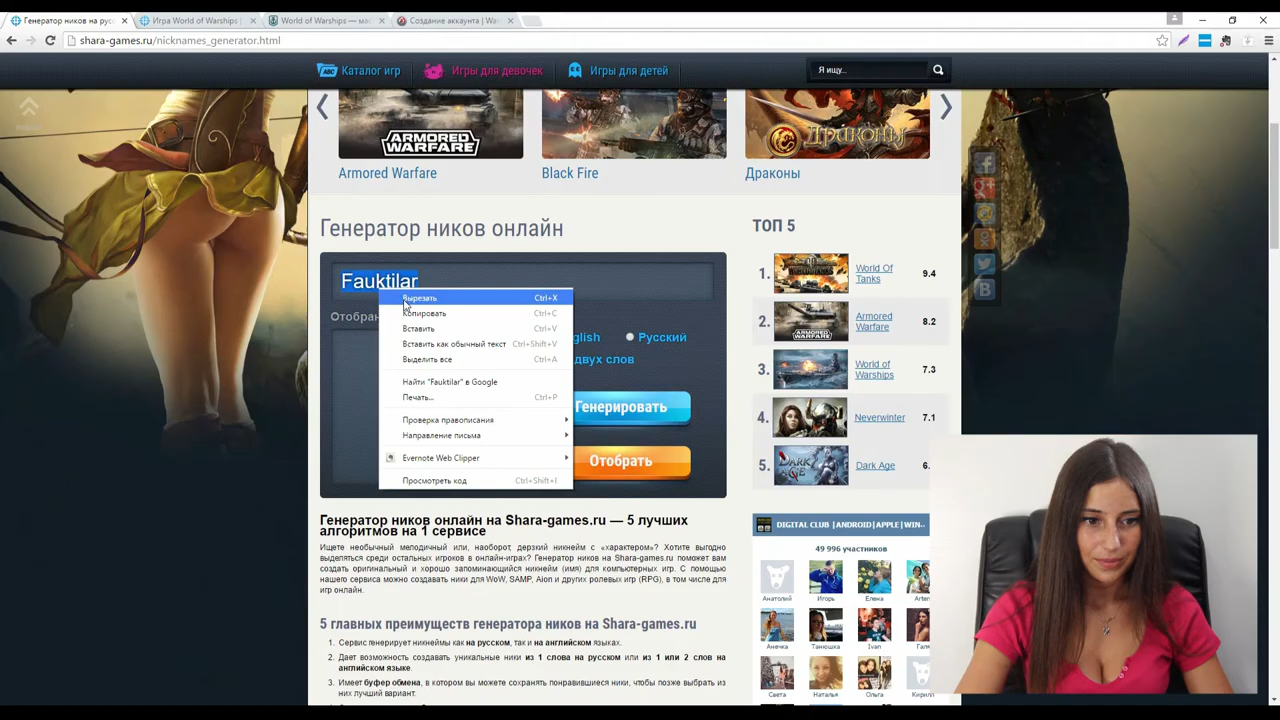 Генератор ников на рус
Игра World of Warships |
World of Warships — ма
Создание аккаунта | Wa
shara-games.ru/nicknames_generator.html
Каталог игр
Игры для девочек
Игры для детей
Я ищу...
ARMORED WARFARE
ДРАКОНЫ
Armored Warfare
Black Fire
Драконы
Генератор ников онлайн
Fauktilar
Отобран
Вырезать Ctrl+X
Копировать Ctrl+C
Вставить Ctrl+V
Вставить как обычный текст Ctrl+Shift+V
Выделить все Ctrl+A
Найти "Fauktilar" в Google
Печать... Ctrl+P
Проверка правописания
Направление письма
Evernote Web Clipper
Просмотреть код Ctrl+Shift+I
glish
Русский
двух слов
Генерировать
Отобрать
ТОП 5
1. World Of Tanks 9.4
2. Armored Warfare 8.2
3. World of Warships 7.3
4. Neverwinter 7.1
5. Dark Age 6.
Генератор ников онлайн на Shara-games.ru — 5 лучших
алгоритмов на 1 сервисе
Ищете необычный мелодичный или, наоборот, дерзкий никнейм с «характером»? Хотите выгодно
выделяться среди остальных игроков в онлайн-играх? Генератор ников на Shara-games.ru поможет вам
создать оригинальный и хорошо запоминающийся никнейм (имя) для компьютерных игр. С помощью
нашего сервиса можно создавать ники для WoW, SAMP, Aion и других ролевых игр (RPG), в том числе для
игр онлайн.
5 главных преимуществ генератора ников на Shara-games.ru
1. Сервис генерирует никнеймы как на русском, так и на английском языках.
2. Дает возможность создавать уникальные ники из 1 слова на русском или из 1 или 2 слов на
английском языке.
3. Имеет буфер обмена, в котором вы можете сохранять понравившиеся ники, чтобы позже выбрать из
них лучший вариант.
DIGITAL CLUB |ANDROID|APPLE|WIN..
49 996 участников
Анатолий
Игорь
Елена
Artem
Анечка
Танюшка
Ivan
Галя
Света
Наталья
Ольга
Кирилл